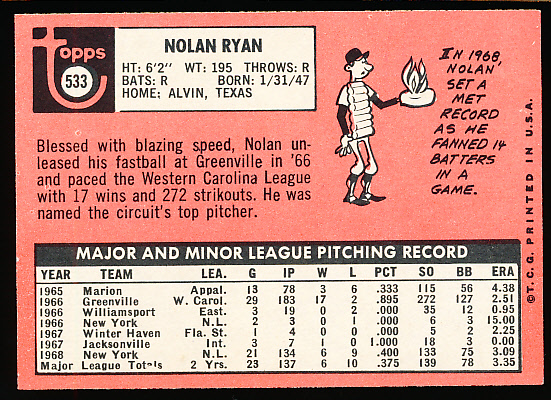 topps
533
NOLAN RYAN
HT: 6'2" WT: 195 THROWS: R
BATS: R BORN: 1/31/47
HOME: ALVIN, TEXAS
IN 1968,
NOLAN
SET A
MET
RECORD
AS HE
FANNED 14
BATTERS
IN A
GAME.
Blessed with blazing speed, Nolan un-
leased his fastball at Greenville in '66
and paced the Western Carolina League
with 17 wins and 272 strikouts. He was
named the circuit's top pitcher.
MAJOR AND MINOR LEAGUE PITCHING RECORD
YEAR TEAM LEA. G IP W L PCT SO BB ERA
1965 Marion Appal. 13 78 3 6 .333 115 56 4.38
1966 Greenville W. Carol. 29 183 17 2 .895 272 127 2.51
1966 Williamsport East. 3 19 0 2 .000 35 12 0.95
1966 New York N.L. 2 3 0 1 .000 6 3 15.00
1967 Winter Haven Fla. St. 1 4 0 0 .000 5 2 2.25
1967 Jacksonville Int. 3 7 1 0 1.000 18 3 0.00
1968 New York N.L. 21 134 6 9 .400 133 75 3.09
Major League Totals 2 Yrs. 23 137 6 10 .375 139 78 3.35
©T.C.G. PRINTED IN U.S.A.